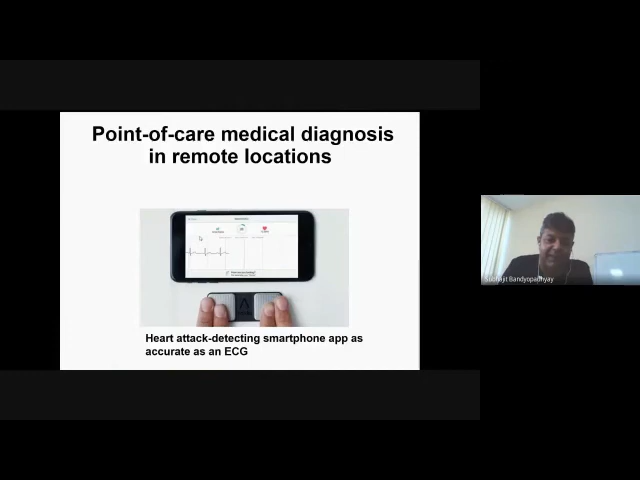 Point-of-care medical diagnosis
in remote locations
Heart attack-detecting smartphone app as
accurate as an ECG
Subhajit Bandyopadhyay